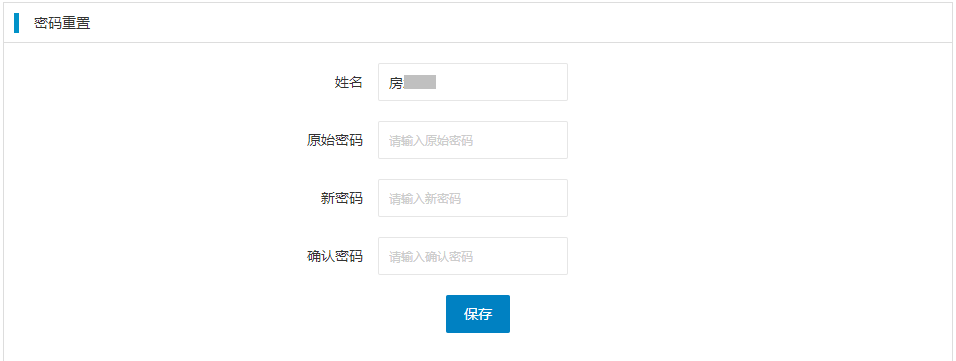 密码重置
姓名 房
原始密码 请输入原始密码
新密码 请输入新密码
确认密码 请输入确认密码
保存